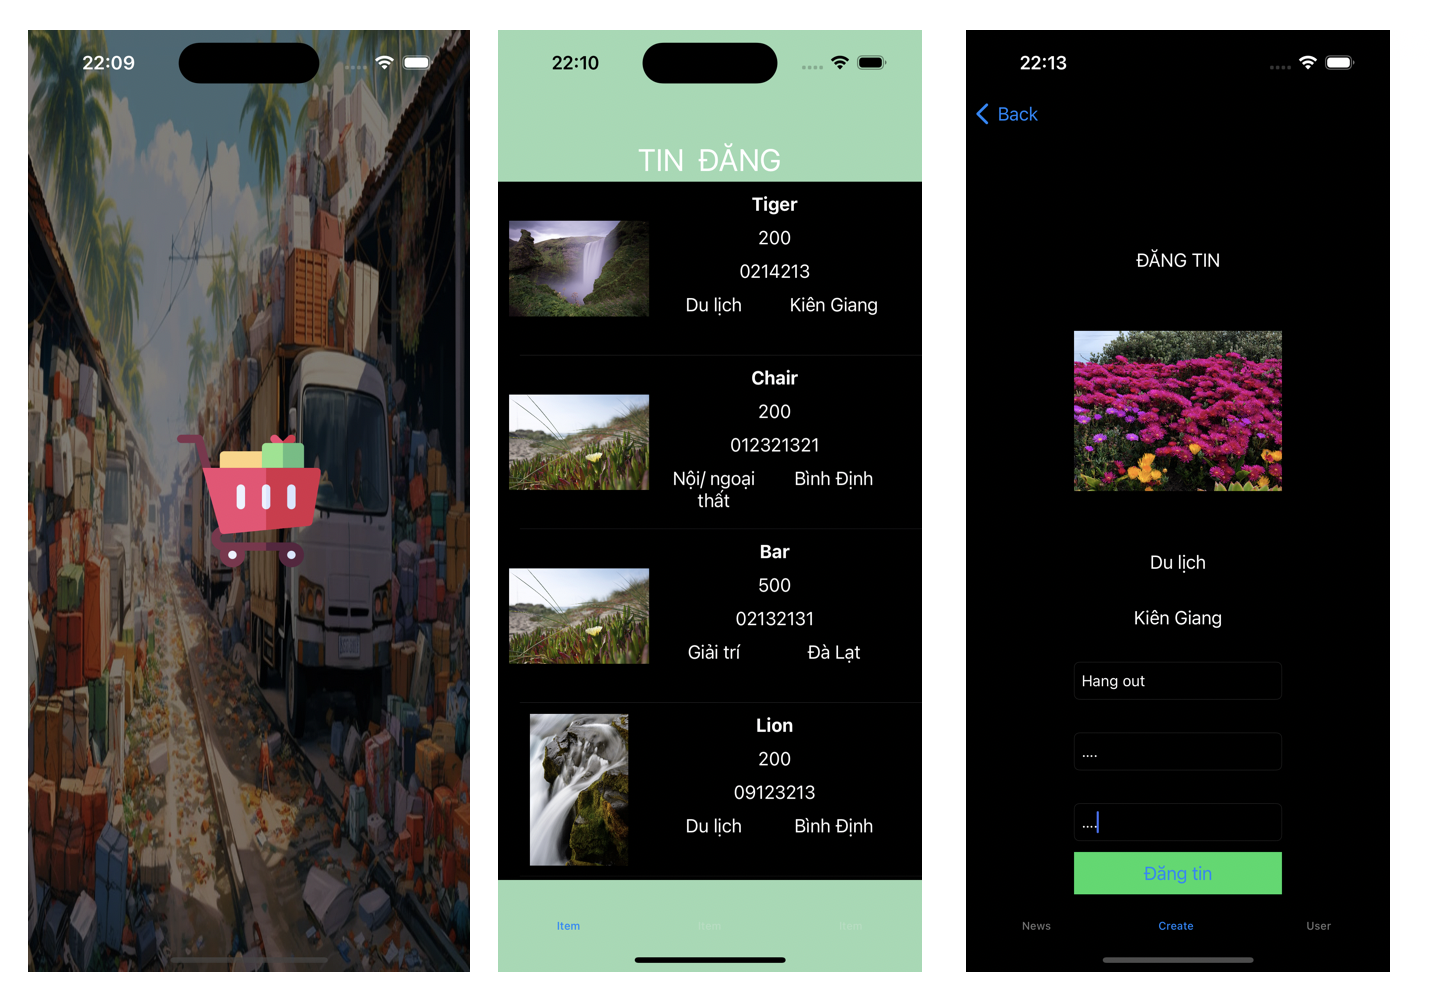 22:09
22:10
TIN ĐĂNG
Tiger
200
0214213
Du lịch Kiên Giang
Chair
200
012321321
Nội/ ngoại thất Bình Định
Bar
500
02132131
Giải trí Đà Lạt
Lion
200
09123213
Du lịch Bình Định
Item Item Item
22:13
Back
ĐĂNG TIN
Du lịch
Kiên Giang
Hang out
....
....
Đăng tin
News Create User